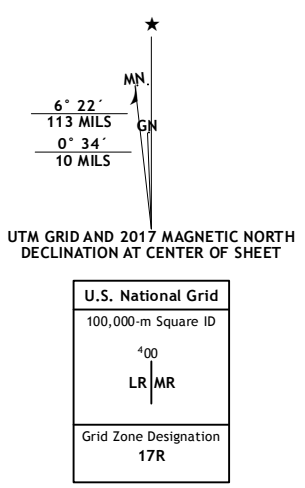 ★
MN.
6° 22´
113 MILS
GN
0° 34´
10 MILS
UTM GRID AND 2017 MAGNETIC NORTH
DECLINATION AT CENTER OF SHEET
U.S. National Grid
100,000-m Square ID
⁴00
LR MR
Grid Zone Designation
17R